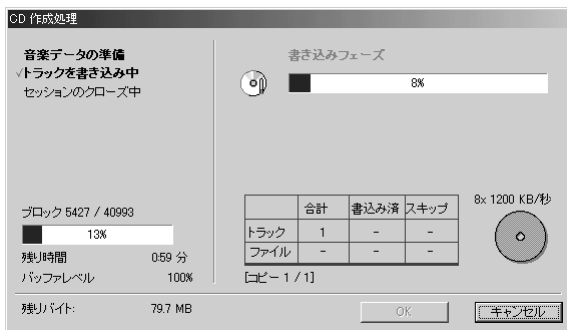 CD 作成処理
音楽データの準備
√トラックを書き込み中
セッションのクローズ中
書き込みフェーズ
8%
ブロック 5427 / 40993
13%
残り時間 0:59 分
バッファレベル 100%
残りバイト: 79.7 MB
合計 書込み済 スキップ
トラック 1 - -
ファイル - - -
[コピー 1 / 1]
8x 1200 KB/秒
OK キャンセル